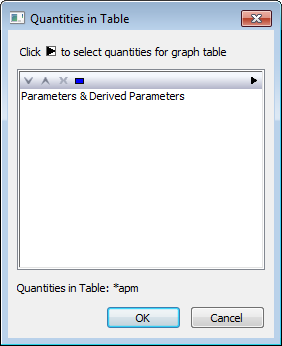 Quantities in Table
Click to select quantities for graph table
Parameters & Derived Parameters
Quantities in Table: *apm
OK
Cancel